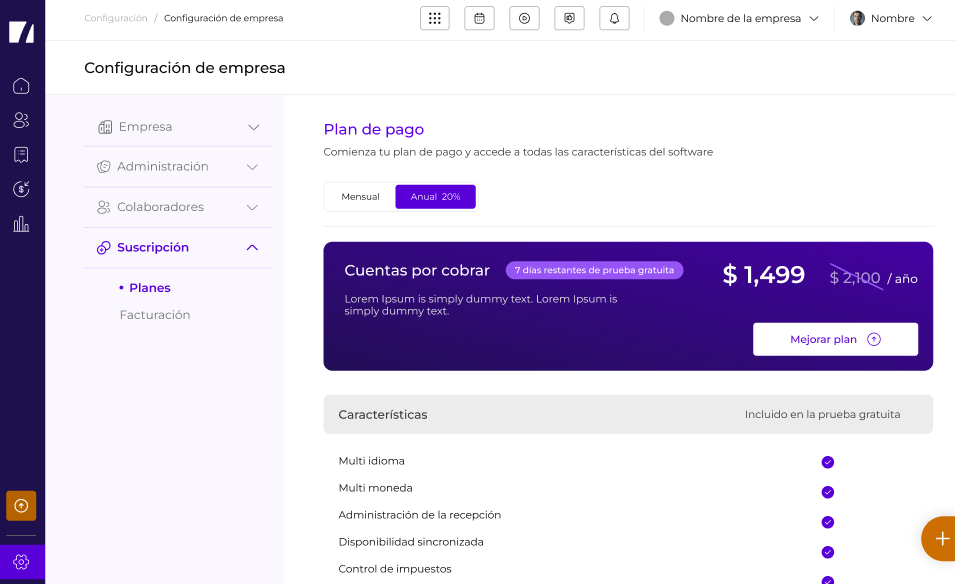 Configuración / Configuración de empresa
Nombre de la empresa
Nombre
Configuración de empresa
Empresa
Administración
Colaboradores
Suscripción
• Planes
Facturación
Plan de pago
Comienza tu plan de pago y accede a todas las características del software
Mensual
Anual 20%
Cuentas por cobrar
7 días restantes de prueba gratuita
Lorem Ipsum is simply dummy text. Lorem Ipsum is
simply dummy text.
$ 1,499
$ 2,100 / año
Mejorar plan
Características
Incluido en la prueba gratuita
Multi idioma
Multi moneda
Administración de la recepción
Disponibilidad sincronizada
Control de impuestos